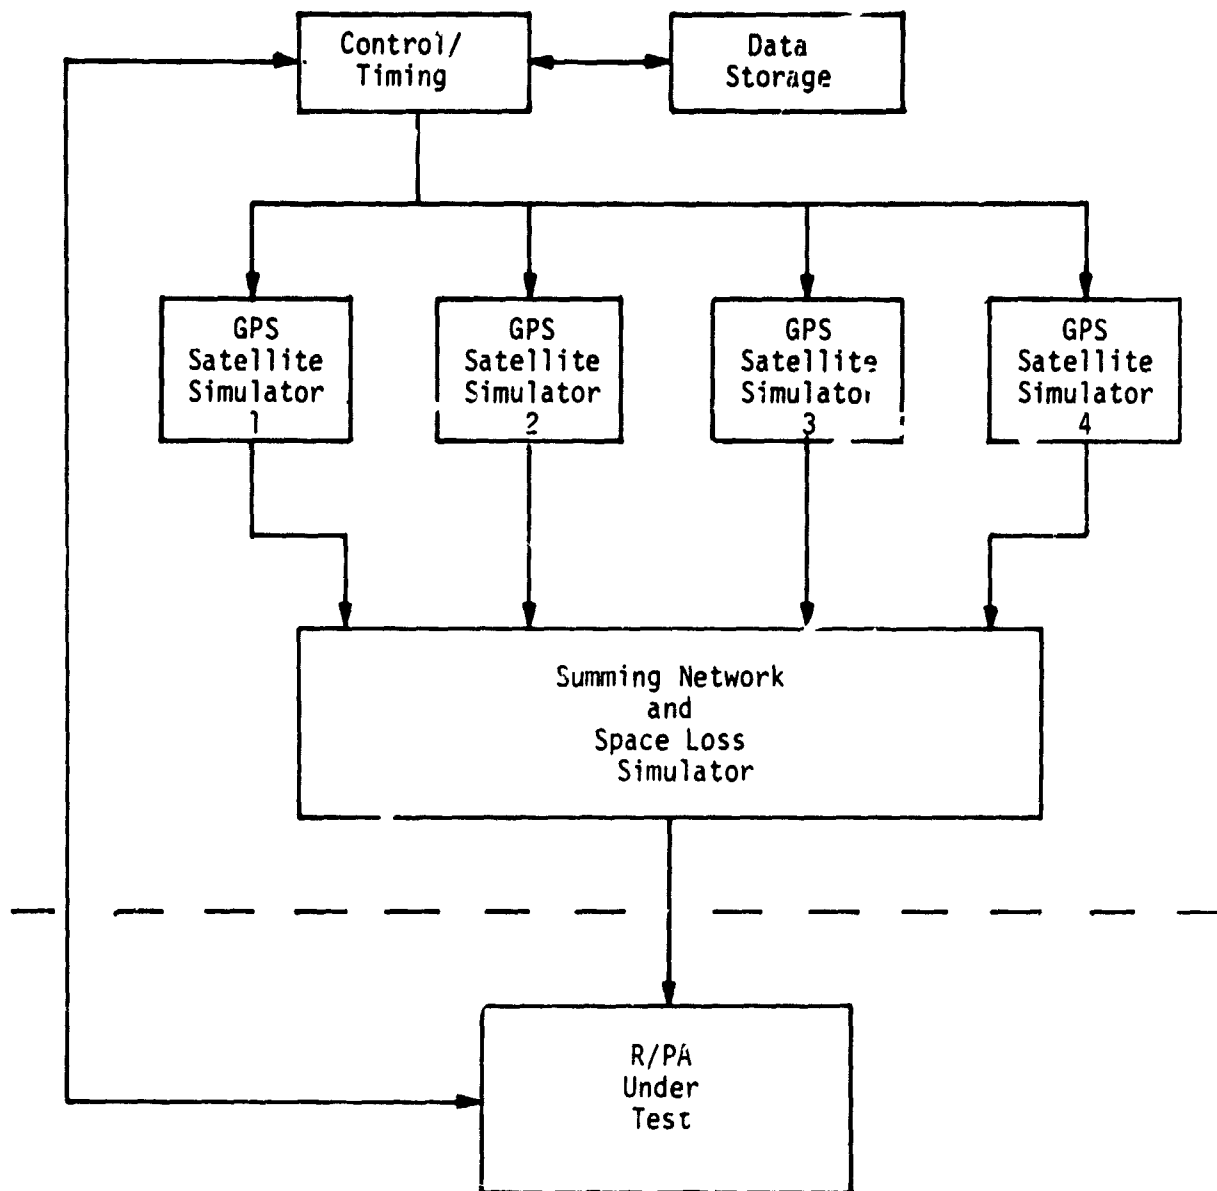 Control/
Timing
Data
Storage
GPS
Satellite
Simulator
1
GPS
Satellite
Simulator
2
GPS
Satellite
Simulator
3
GPS
Satellite
Simulator
4
Summing Network
and
Space Loss
Simulator
R/PA
Under
Test